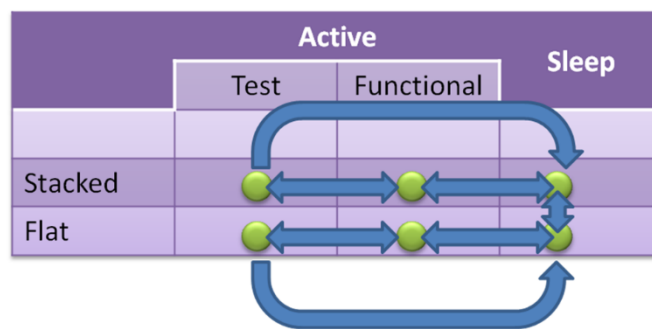 Active
Sleep
Test Functional
Stacked
Flat